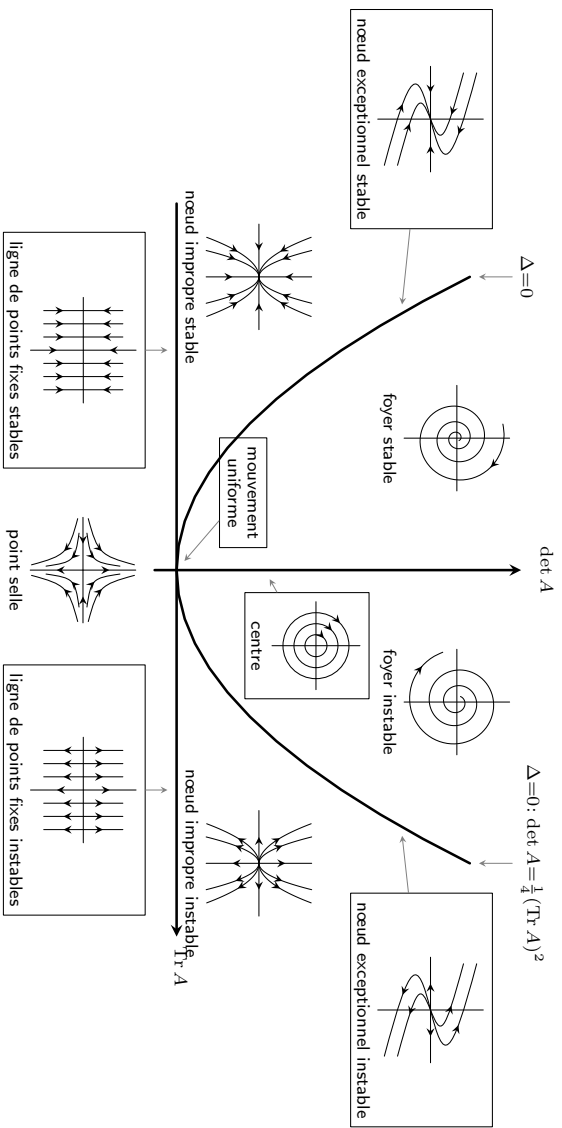 Δ=0
det A
Δ=0: det A=¼(Tr A)²
nœud exceptionnel stable
foyer stable
foyer instable
nœud exceptionnel instable
centre
mouvement
uniforme
nœud impropre stable
nœud impropre instable
Tr A
ligne de points fixes stables
point selle
ligne de points fixes instables